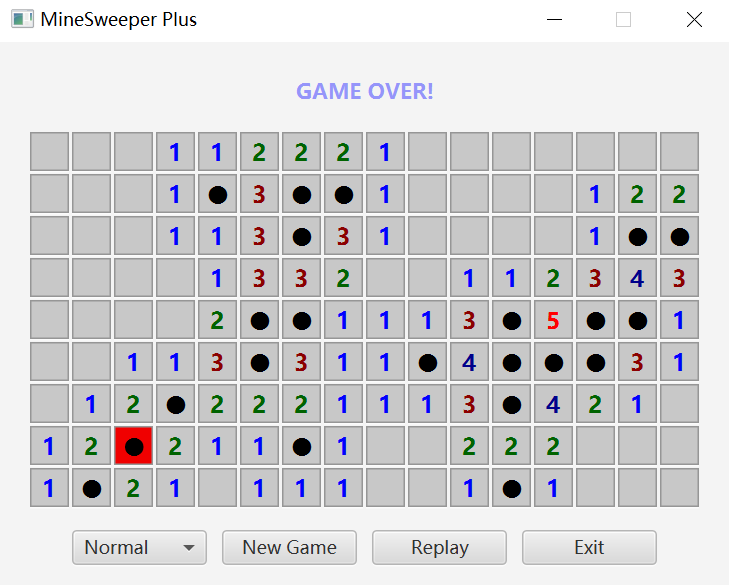 MineSweeper Plus
GAME OVER!
1 1 2 2 2 1
1 3 1 1 2 2
1 1 3 3 1 1
1 3 3 2 1 1 2 3 4 3
2 1 1 1 3 5 1
1 1 3 3 1 1 4 3 1
1 2 2 2 2 1 1 1 3 4 2 1
1 2 2 1 1 1 2 2 2
1 2 1 1 1 1 1 1
Normal New Game Replay Exit